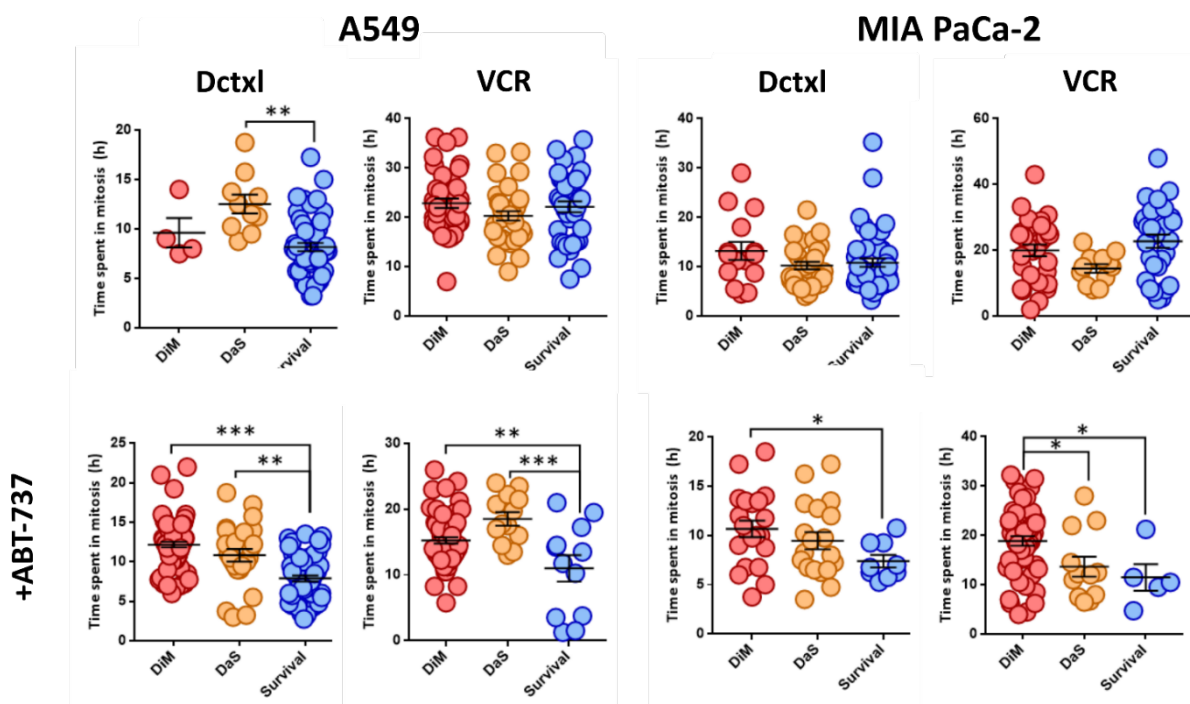 A549
MIA PaCa-2
Dctxl
VCR
Dctxl
VCR
**
Time spent in mitosis (h)
20
15
10
5
0
DiM
DaS
urvival
Time spent in mitosis (h)
40
30
20
10
0
DiM
DaS
Survival
Time spent in mitosis (h)
40
30
20
10
0
DiM
DaS
Survival
Time spent in mitosis (h)
60
40
20
0
DiM
DaS
Survival
+ABT-737
***
**
Time spent in mitosis (h)
25
20
15
10
5
0
DiM
DaS
Survival
**
***
Time spent in mitosis (h)
30
20
10
0
DiM
DaS
Survival
*
Time spent in mitosis (h)
20
15
10
5
0
DiM
DaS
Survival
*
*
Time spent in mitosis (h)
40
30
20
10
0
DiM
DaS
Survival